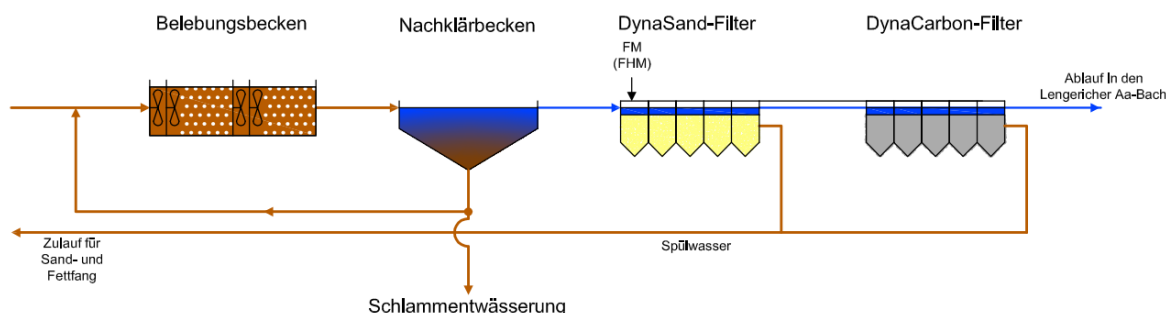 Belebungsbecken
Nachklärbecken
DynaSand-Filter
DynaCarbon-Filter
FM
(FHM)
Ablauf in den
Lengericher Aa-Bach
Zulauf für
Sand- und
Fettfang
Spülwasser
Schlammentwässerung